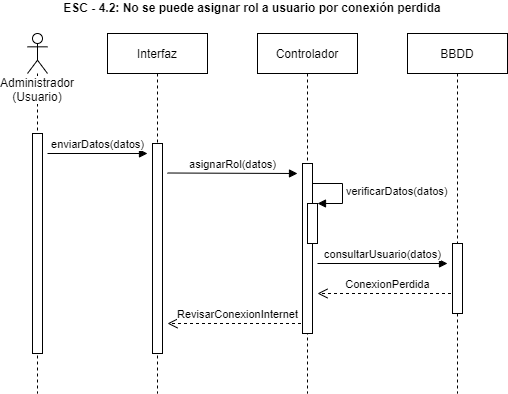 ESC - 4.2: No se puede asignar rol a usuario por conexión perdida
Administrador
(Usuario)
Interfaz
Controlador
BBDD
enviarDatos(datos)
asignarRol(datos)
verificarDatos(datos)
consultarUsuario(datos)
ConexionPerdida
RevisarConexionInternet